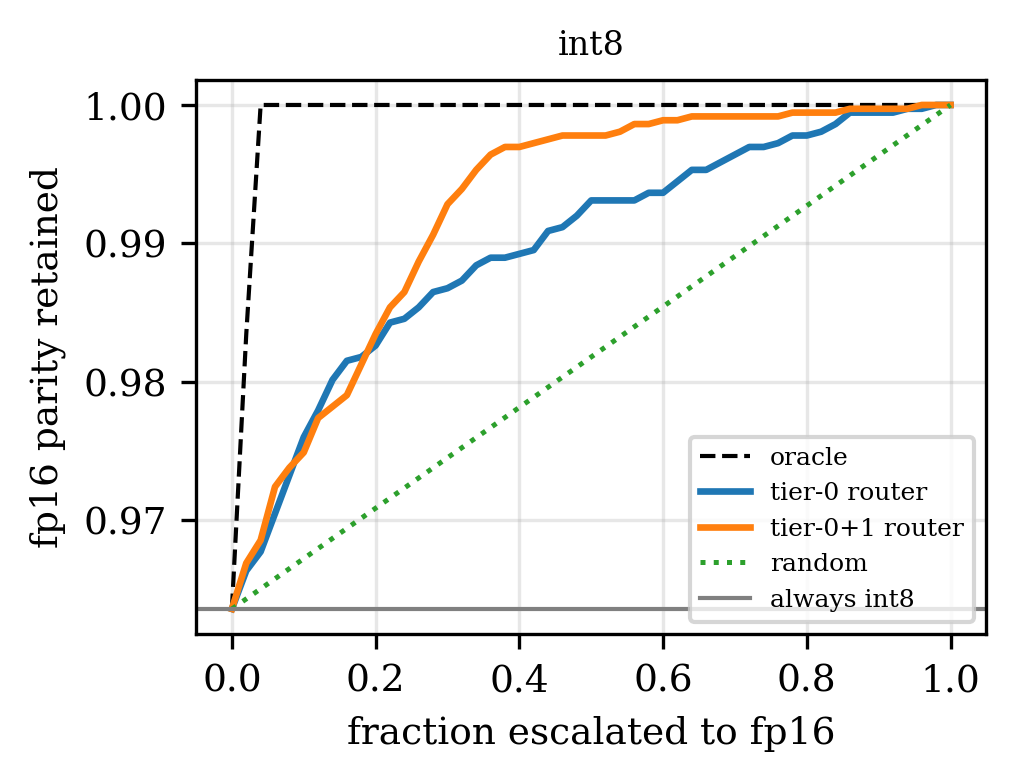 int8
1.00
0.99
0.98
0.97
fp16 parity retained
0.0 0.2 0.4 0.6 0.8 1.0
fraction escalated to fp16
oracle
tier-0 router
tier-0+1 router
random
always int8